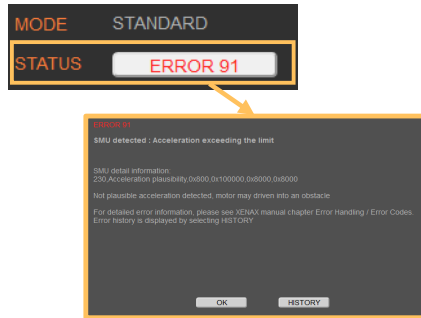 MODE STANDARD
STATUS ERROR 91
ERROR 91
SMU detected : Acceleration exceeding the limit
SMU detail information:
230,Acceleration plausibility,0x800,0x100000,0x8000,0x8000
Not plausible acceleration detected, motor may driven into an obstacle
For detailed error information, please see XENAX manual chapter Error Handling / Error Codes.
Error history is displayed by selecting HISTORY
OK HISTORY